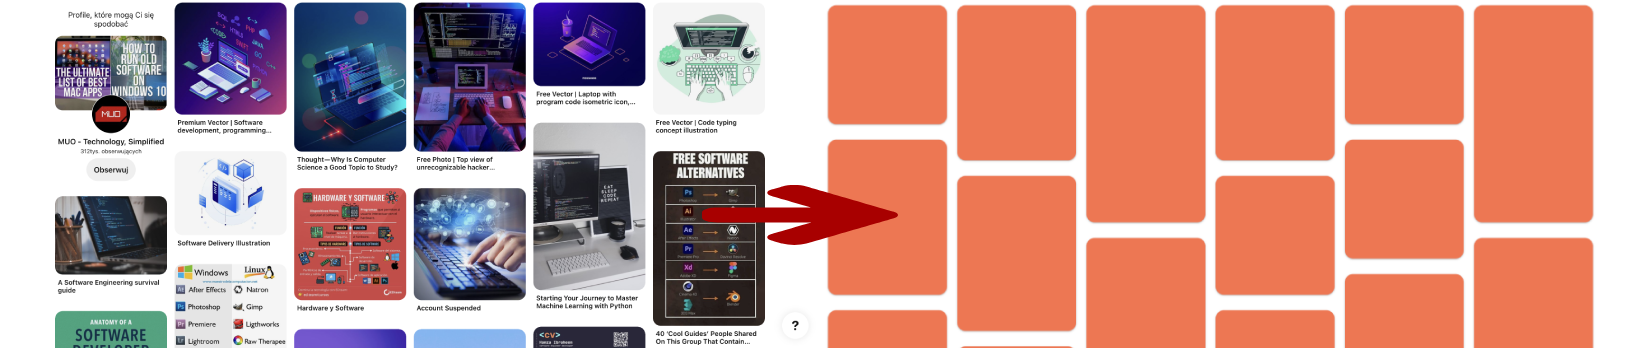 Profile, które mogą Ci się
spodobać
THE ULTIMATE
LIST OF BEST
MAC APPS
HOW TO
RUN OLD
SOFTWARE
ON
WINDOWS 10
MUO
MUO - Technology, Simplified
312tys. obserwujących
Obserwuj
A Software Engineering survival
guide
ANATOMY OF A
SOFTWARE
DEVELOPER
Premium Vector | Software
development, programming...
Software Delivery Illustration
Windows
Linux
After Effects
Natron
Photoshop
Gimp
Premiere
Ligthworks
Lightroom
Raw Therapee
Thought—Why Is Computer
Science a Good Topic to Study?
HARDWARE Y SOFTWARE
Hardware y Software
Free Photo | Top view of
unrecognizable hacker...
Account Suspended
Free Vector | Laptop with
program code isometric icon,...
EAT
SLEEP
CODE
REPEAT
Starting Your Journey to Master
Machine Learning with Python
<CV>
Free Vector | Code typing
concept illustration
FREE SOFTWARE
ALTERNATIVES
Ps
Ai
Ae
Pr
Xd
40 'Cool Guides' People Shared
On This Group That Contain...
?